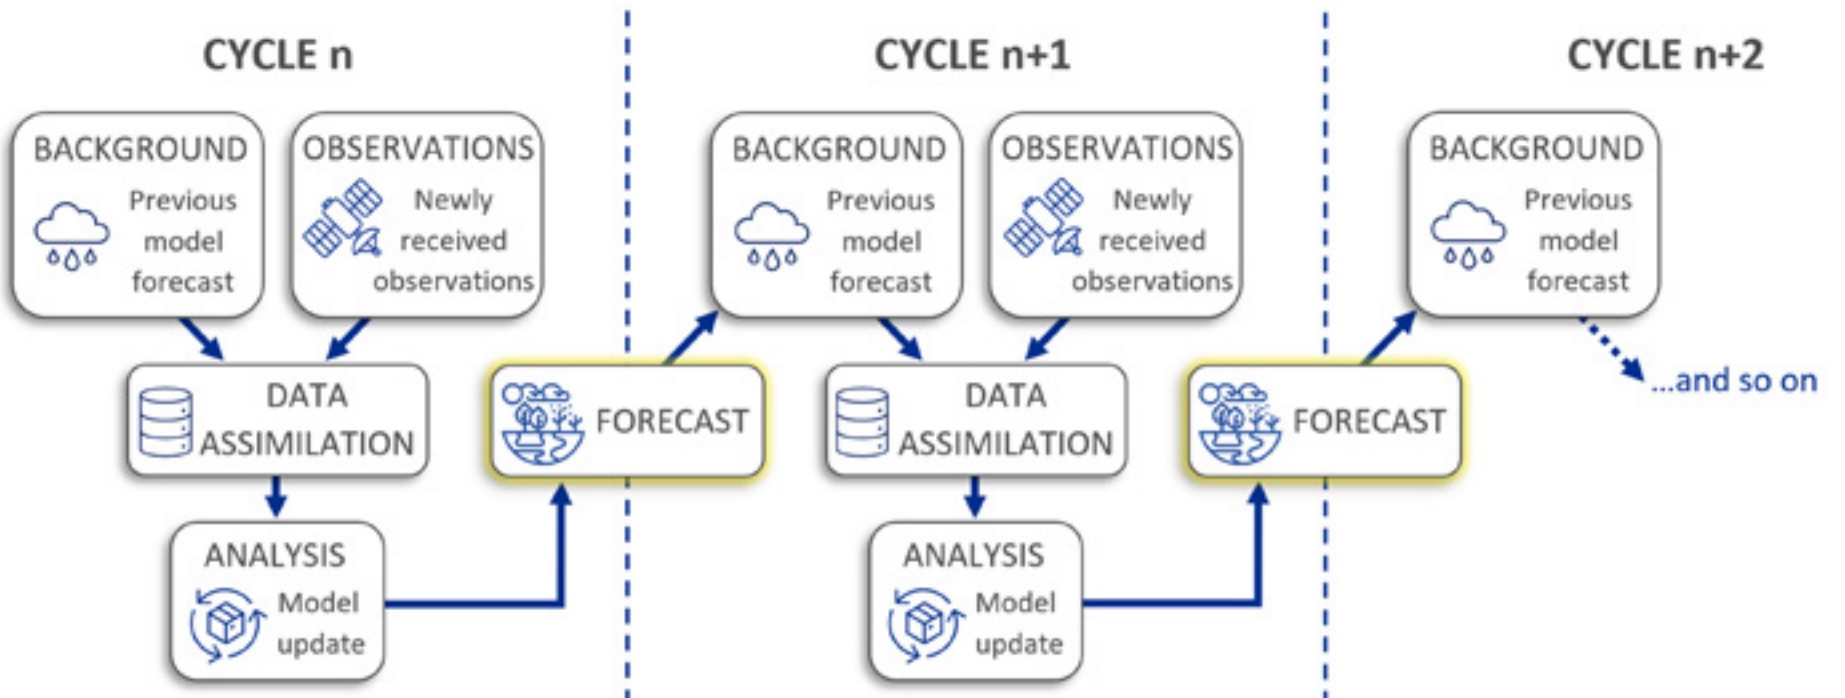 CYCLE n
BACKGROUND
Previous
model
forecast
OBSERVATIONS
Newly
received
observations
DATA
ASSIMILATION
ANALYSIS
Model
update
FORECAST
CYCLE n+1
BACKGROUND
Previous
model
forecast
OBSERVATIONS
Newly
received
observations
DATA
ASSIMILATION
ANALYSIS
Model
update
FORECAST
CYCLE n+2
BACKGROUND
Previous
model
forecast
...and so on